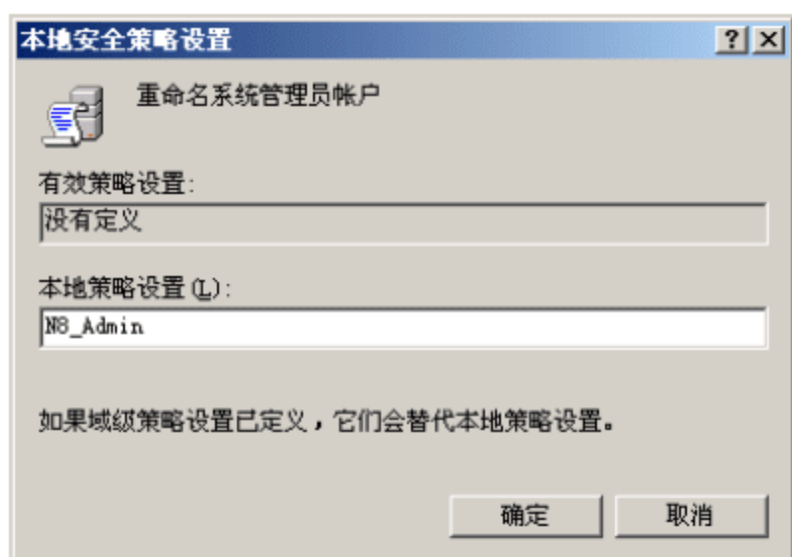 本地安全策略设置
重命名系统管理员帐户
有效策略设置:
没有定义
本地策略设置(L):
N8_Admin
如果域级策略设置已定义，它们会替代本地策略设置。
确定 取消